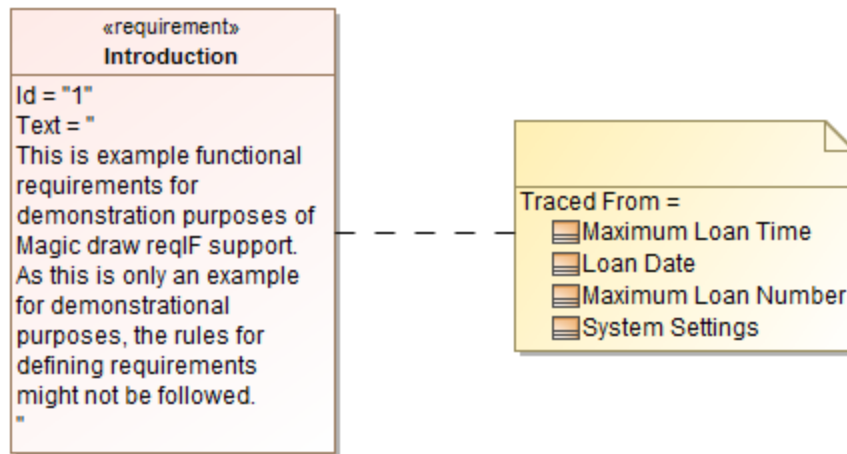 «requirement»
Introduction
Id = "1"
Text = "
This is example functional
requirements for
demonstration purposes of
Magic draw reqIF support.
As this is only an example
for demonstrational
purposes, the rules for
defining requirements
might not be followed.
"
Traced From =
Maximum Loan Time
Loan Date
Maximum Loan Number
System Settings